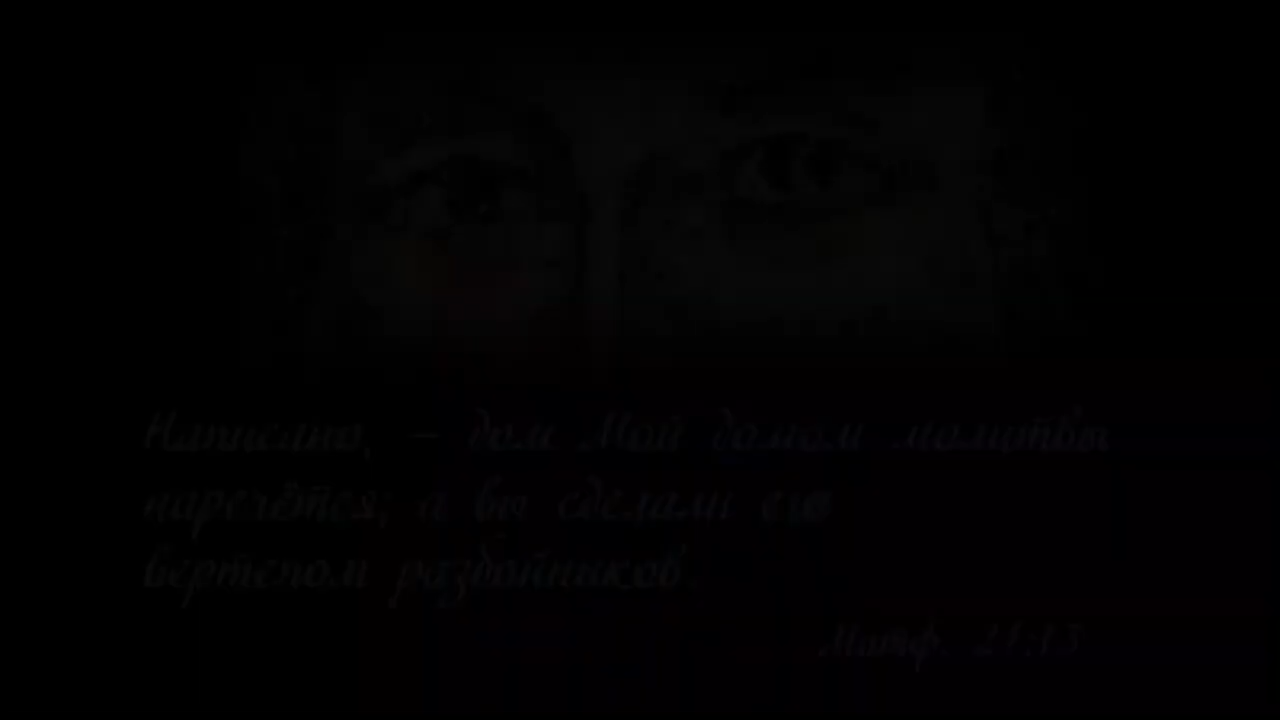 Написано, – дом Мой домом молитвы
наречётся; а вы сделали его
вертепом разбойников.
Матф. 21:13